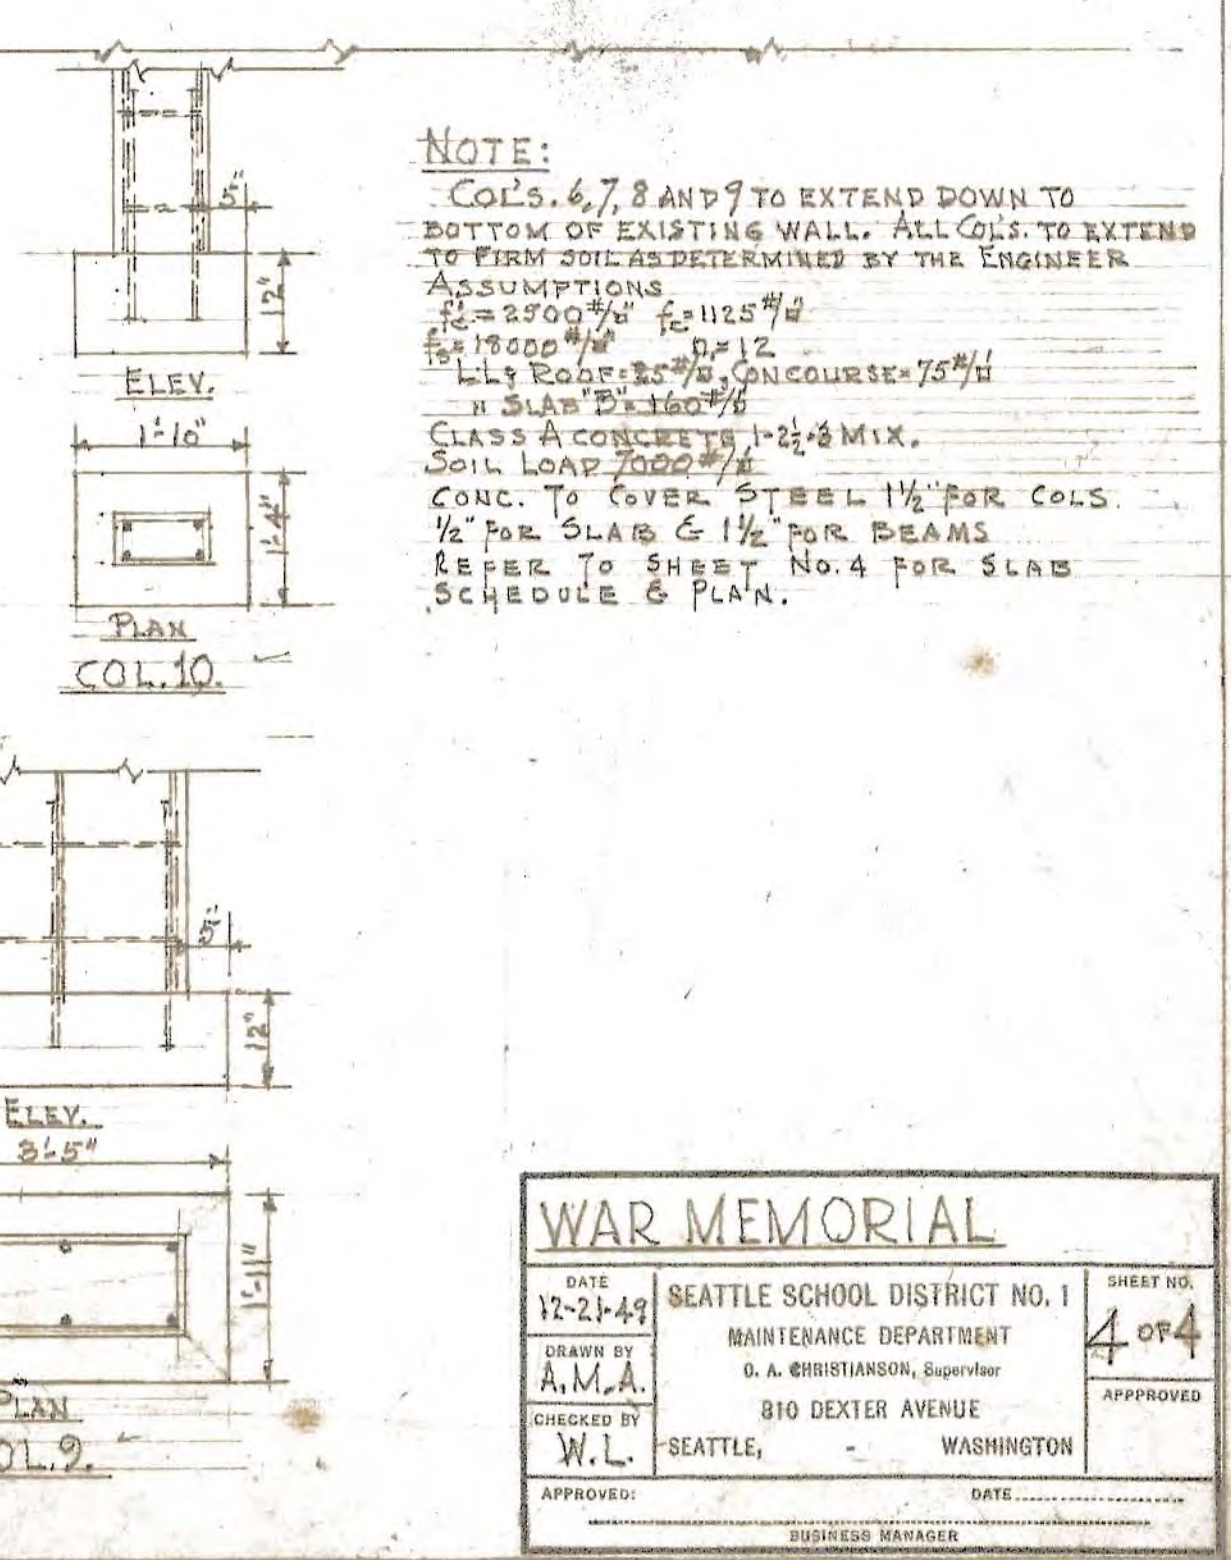 5"
12"
ELEV.
1'-10"
1'-4"
PLAN
COL. 10.
NOTE:
COL'S. 6, 7, 8 AND 9 TO EXTEND DOWN TO
BOTTOM OF EXISTING WALL. ALL COL'S. TO EXTEND
TO FIRM SOIL AS DETERMINED BY THE ENGINEER
ASSUMPTIONS
f'c = 2500 #/□" fc = 1125 #/□"
fs = 18000 #/□" n = 12
ROOF = 25 #/□', CONCOURSE = 75 #/□'
" SLAB "B" = 160 #/□'
CLASS A CONCRETE, 1-2½- MIX.
SOIL LOAD 7000 #/□'
CONC. TO COVER STEEL 1½" FOR COLS.
½" FOR SLAB & 1½" FOR BEAMS
REFER TO SHEET NO. 4 FOR SLAB
SCHEDULE & PLAN.
5"
12"
ELEV.
3'-5"
1'-11"
PLAN
OL. 9.
WAR MEMORIAL
DATE
12-21-49
DRAWN BY
A.M.A.
CHECKED BY
W.L.
SEATTLE SCHOOL DISTRICT NO. 1
MAINTENANCE DEPARTMENT
O. A. CHRISTIANSON, Supervisor
810 DEXTER AVENUE
SEATTLE, - WASHINGTON
SHEET NO.
4 OF 4
APPPROVED
APPROVED: DATE
BUSINESS MANAGER